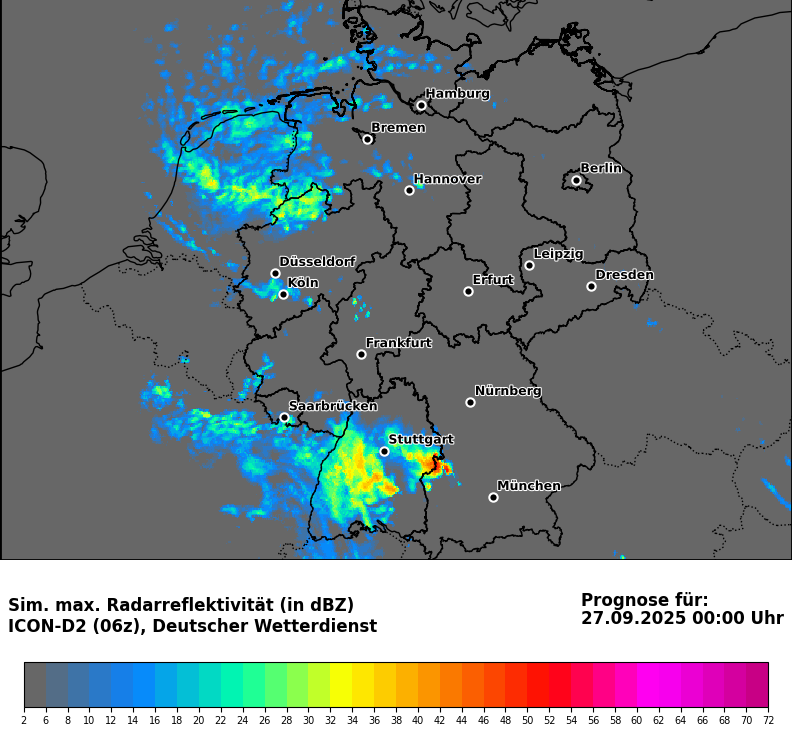 Hamburg
Bremen
Berlin
Hannover
Leipzig
Düsseldorf
Dresden
Köln
Erfurt
Frankfurt
Nürnberg
Saarbrücken
Stuttgart
München
Sim. max. Radarreflektivität (in dBZ)
ICON-D2 (06z), Deutscher Wetterdienst
Prognose für:
27.09.2025 00:00 Uhr
2 6 8 10 12 14 16 18 20 22 24 26 28 30 32 34 36 38 40 42 44 46 48 50 52 54 56 58 60 62 64 66 68 70 72